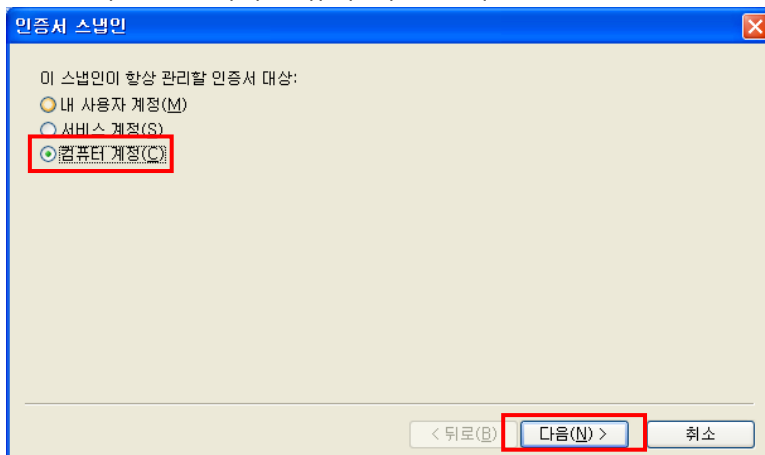 인증서 스냅인
이 스냅인이 항상 관리할 인증서 대상:
내 사용자 계정(M)
서비스 계정(S)
컴퓨터 계정(C)
< 뒤로(B) 다음(N) > 취소